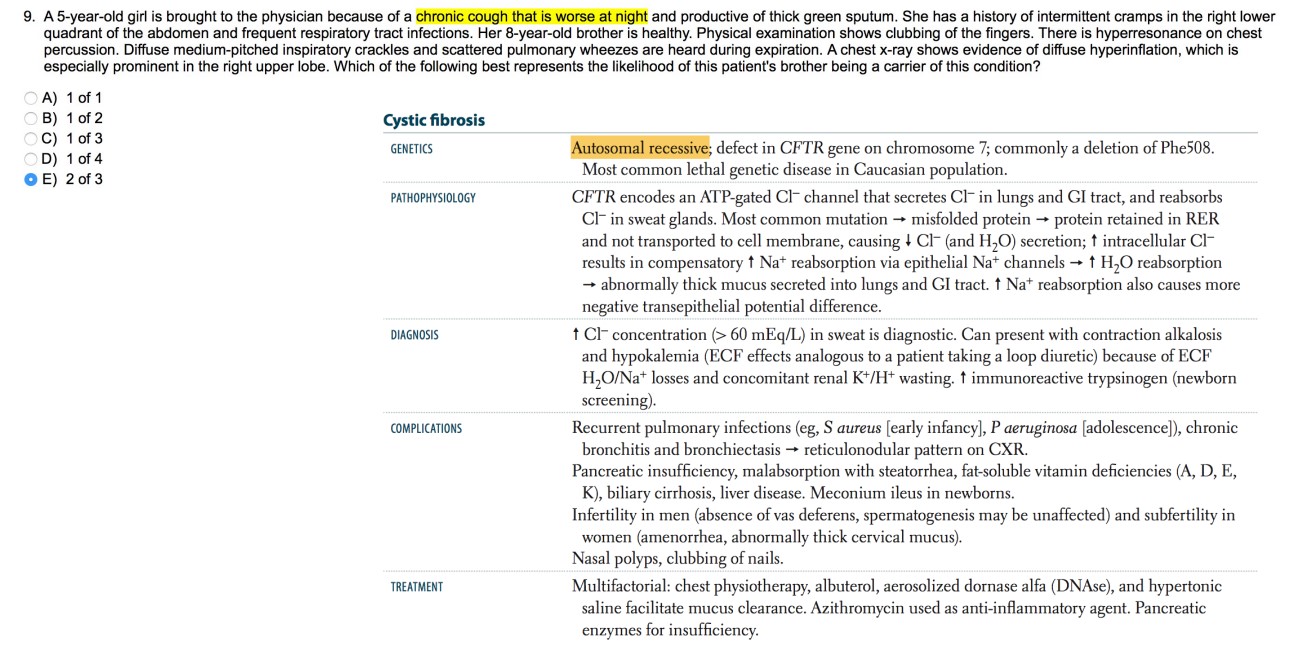 9. A 5-year-old girl is brought to the physician because of a chronic cough that is worse at night and productive of thick green sputum. She has a history of intermittent cramps in the right lower
quadrant of the abdomen and frequent respiratory tract infections. Her 8-year-old brother is healthy. Physical examination shows clubbing of the fingers. There is hyperresonance on chest
percussion. Diffuse medium-pitched inspiratory crackles and scattered pulmonary wheezes are heard during expiration. A chest x-ray shows evidence of diffuse hyperinflation, which is
especially prominent in the right upper lobe. Which of the following best represents the likelihood of this patient's brother being a carrier of this condition?
A) 1 of 1
B) 1 of 2
C) 1 of 3
D) 1 of 4
E) 2 of 3
Cystic fibrosis
GENETICS
Autosomal recessive; defect in CFTR gene on chromosome 7; commonly a deletion of Phe508.
Most common lethal genetic disease in Caucasian population.
PATHOPHYSIOLOGY
CFTR encodes an ATP-gated Cl⁻ channel that secretes Cl⁻ in lungs and GI tract, and reabsorbs
Cl⁻ in sweat glands. Most common mutation → misfolded protein → protein retained in RER
and not transported to cell membrane, causing ↓ Cl⁻ (and H₂O) secretion; ↑ intracellular Cl⁻
results in compensatory ↑ Na⁺ reabsorption via epithelial Na⁺ channels → ↑ H₂O reabsorption
→ abnormally thick mucus secreted into lungs and GI tract. ↑ Na⁺ reabsorption also causes more
negative transepithelial potential difference.
DIAGNOSIS
↑ Cl⁻ concentration (> 60 mEq/L) in sweat is diagnostic. Can present with contraction alkalosis
and hypokalemia (ECF effects analogous to a patient taking a loop diuretic) because of ECF
H₂O/Na⁺ losses and concomitant renal K⁺/H⁺ wasting. ↑ immunoreactive trypsinogen (newborn
screening).
COMPLICATIONS
Recurrent pulmonary infections (eg, S aureus [early infancy], P aeruginosa [adolescence]), chronic
bronchitis and bronchiectasis → reticulonodular pattern on CXR.
Pancreatic insufficiency, malabsorption with steatorrhea, fat-soluble vitamin deficiencies (A, D, E,
K), biliary cirrhosis, liver disease. Meconium ileus in newborns.
Infertility in men (absence of vas deferens, spermatogenesis may be unaffected) and subfertility in
women (amenorrhea, abnormally thick cervical mucus).
Nasal polyps, clubbing of nails.
TREATMENT
Multifactorial: chest physiotherapy, albuterol, aerosolized dornase alfa (DNAse), and hypertonic
saline facilitate mucus clearance. Azithromycin used as anti-inflammatory agent. Pancreatic
enzymes for insufficiency.